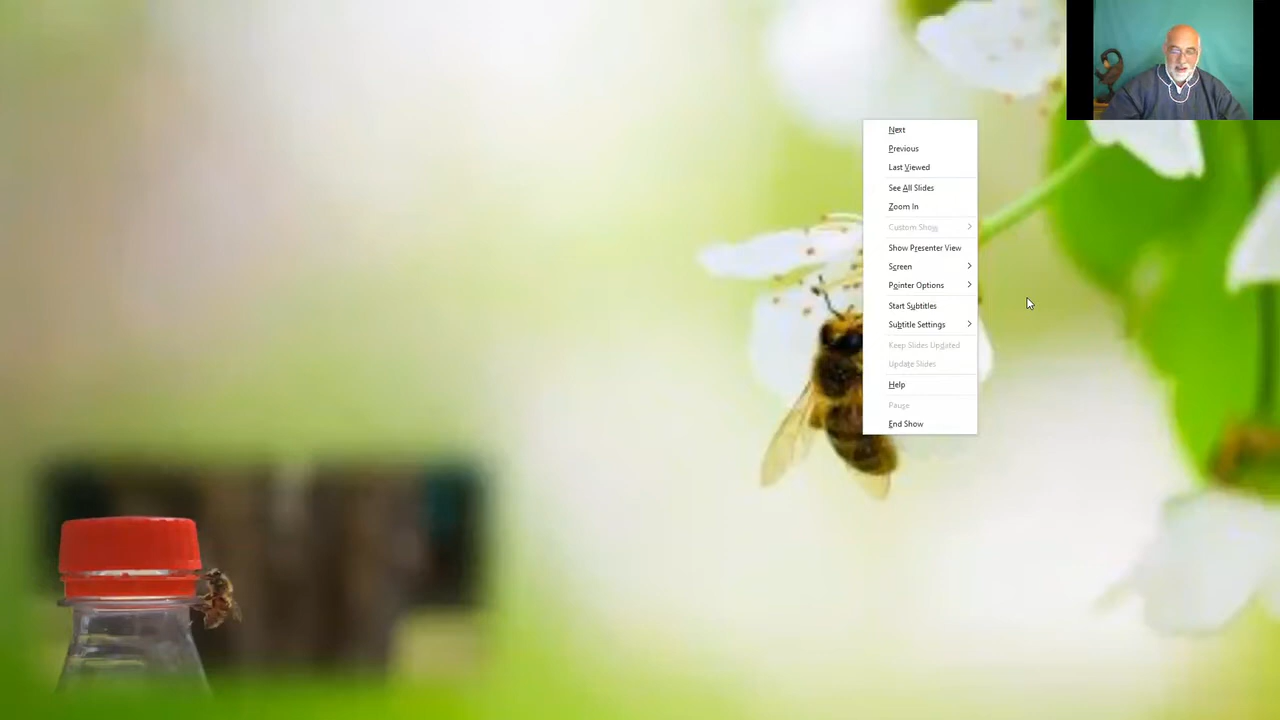 Next
Previous
Last Viewed
See All Slides
Zoom In
Custom Show
Show Presenter View
Screen
Pointer Options
Start Subtitles
Subtitle Settings
Keep Slides Updated
Update Slides
Help
Pause
End Show